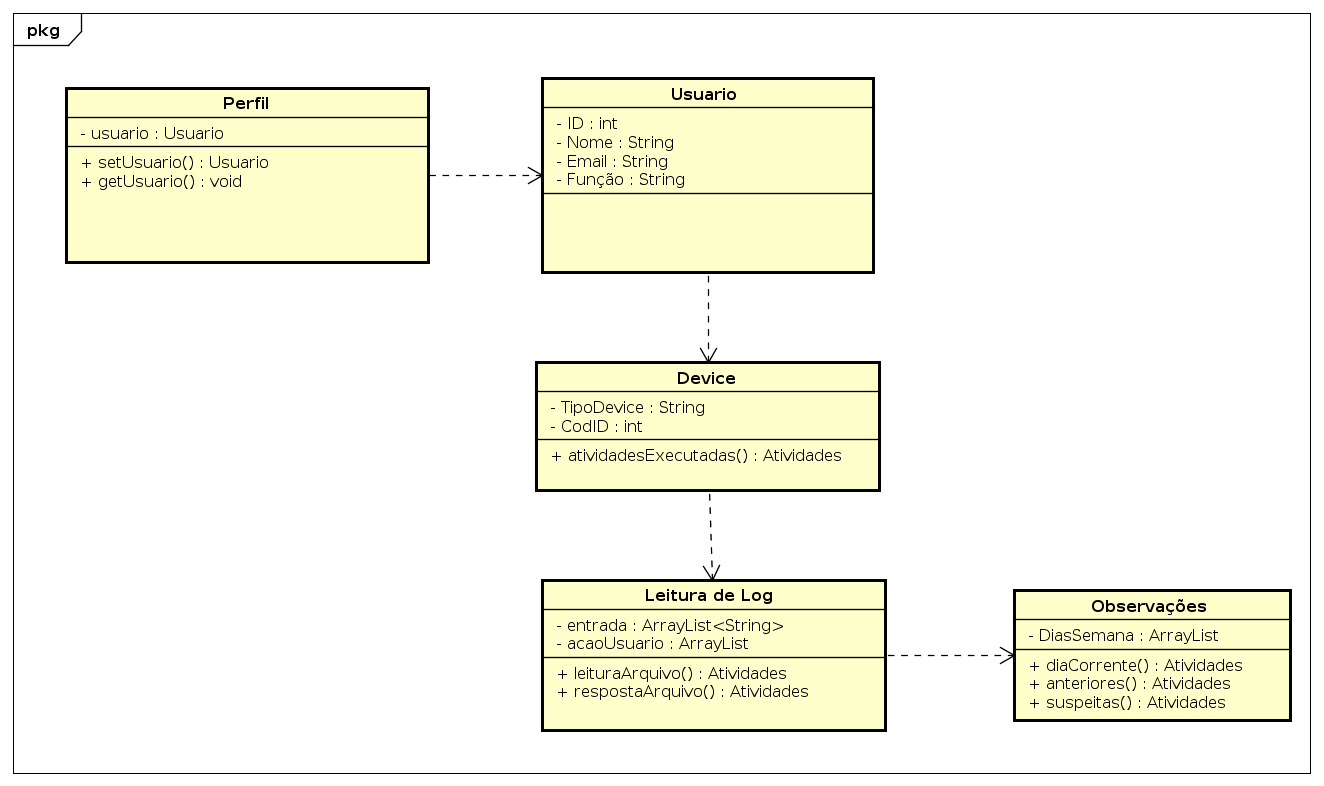 pkg
Perfil
- usuario : Usuario
+ setUsuario() : Usuario
+ getUsuario() : void
Usuario
- ID : int
- Nome : String
- Email : String
- Função : String
Device
- TipoDevice : String
- CodID : int
+ atividadesExecutadas() : Atividades
Leitura de Log
- entrada : ArrayList<String>
- acaoUsuario : ArrayList
+ leituraArquivo() : Atividades
+ respostaArquivo() : Atividades
Observações
- DiasSemana : ArrayList
+ diaCorrente() : Atividades
+ anteriores() : Atividades
+ suspeitas() : Atividades